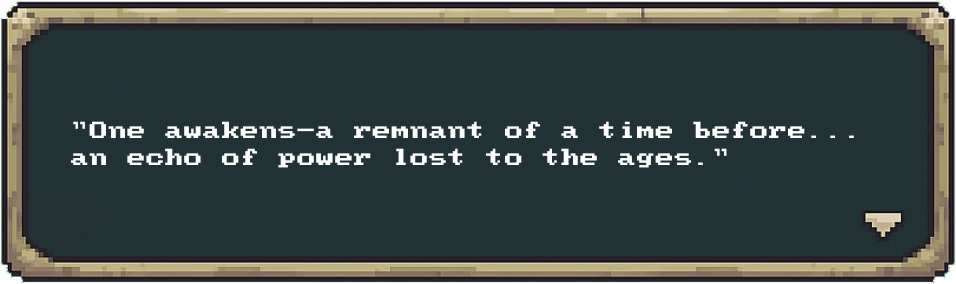 "One awakens—a remnant of a time before...
an echo of power lost to the ages."